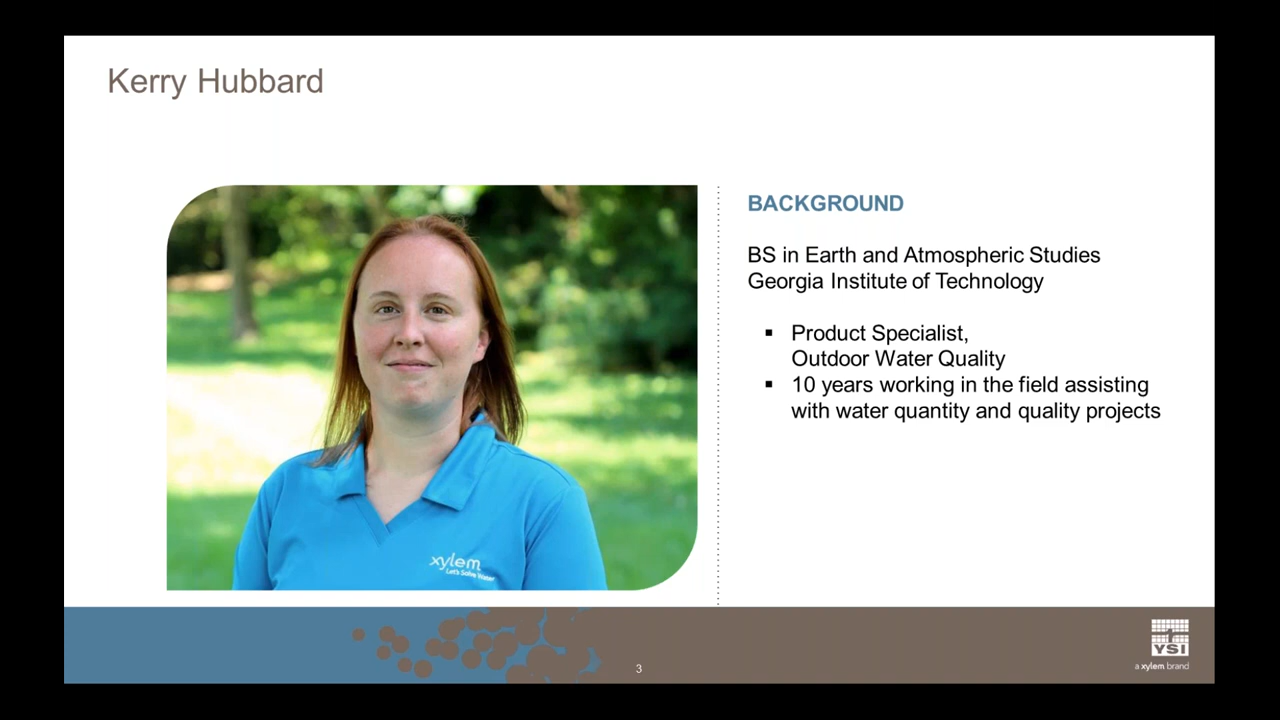 Kerry Hubbard
BACKGROUND
BS in Earth and Atmospheric Studies
Georgia Institute of Technology
▪ Product Specialist,
Outdoor Water Quality
▪ 10 years working in the field assisting
with water quantity and quality projects
xylem
Let's Solve Water
3
YSI
a xylem brand